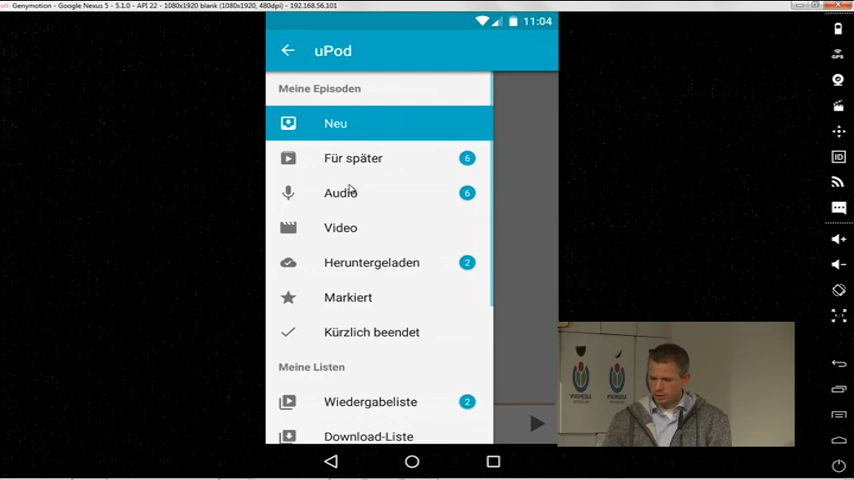 Genymotion - Google Nexus 5 - 5.1.0 - API 22 - 1080x1920 blank (1080x1920, 480dpi) - 192.168.56.101
11:04
uPod
Meine Episoden
Neu
Für später 6
Audio 6
Video
Heruntergeladen 2
Markiert
Kürzlich beendet
Meine Listen
Wiedergabeliste 2
Download-Liste
GPS
ID